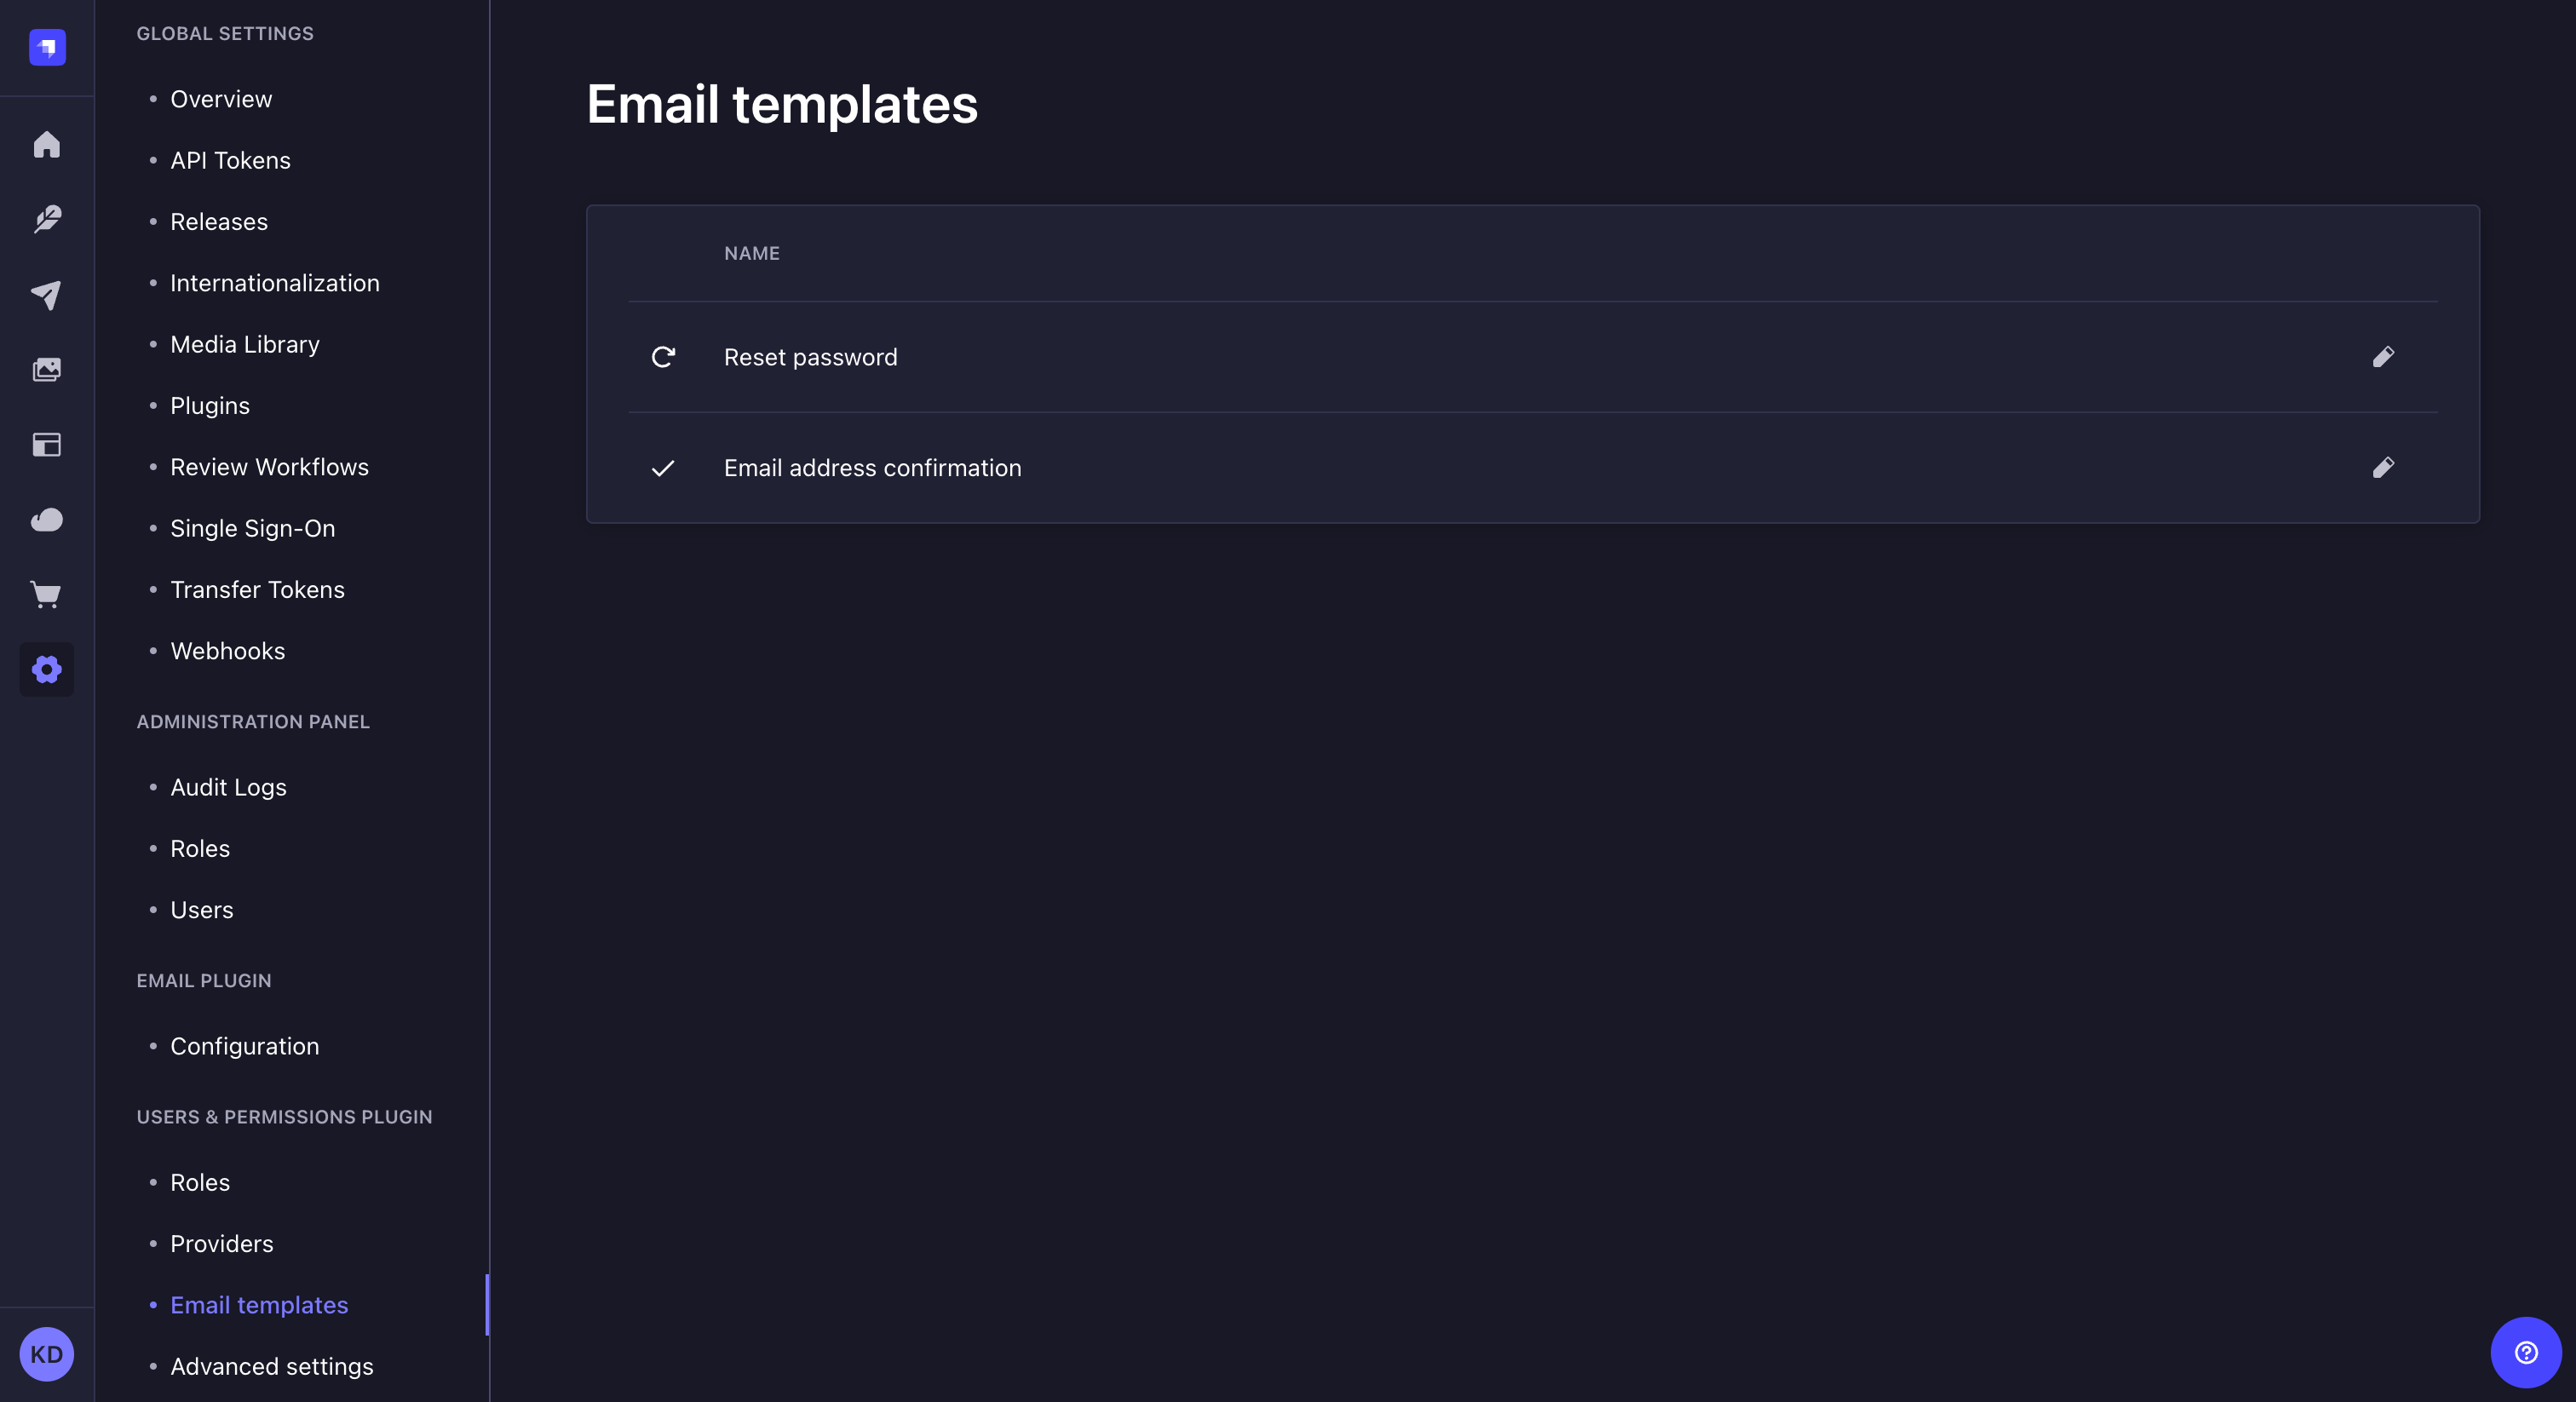 GLOBAL SETTINGS
Overview
API Tokens
Releases
Internationalization
Media Library
Plugins
Review Workflows
Single Sign-On
Transfer Tokens
Webhooks
ADMINISTRATION PANEL
Audit Logs
Roles
Users
EMAIL PLUGIN
Configuration
USERS & PERMISSIONS PLUGIN
Roles
Providers
Email templates
Advanced settings
KD
Email templates
NAME
Reset password
Email address confirmation